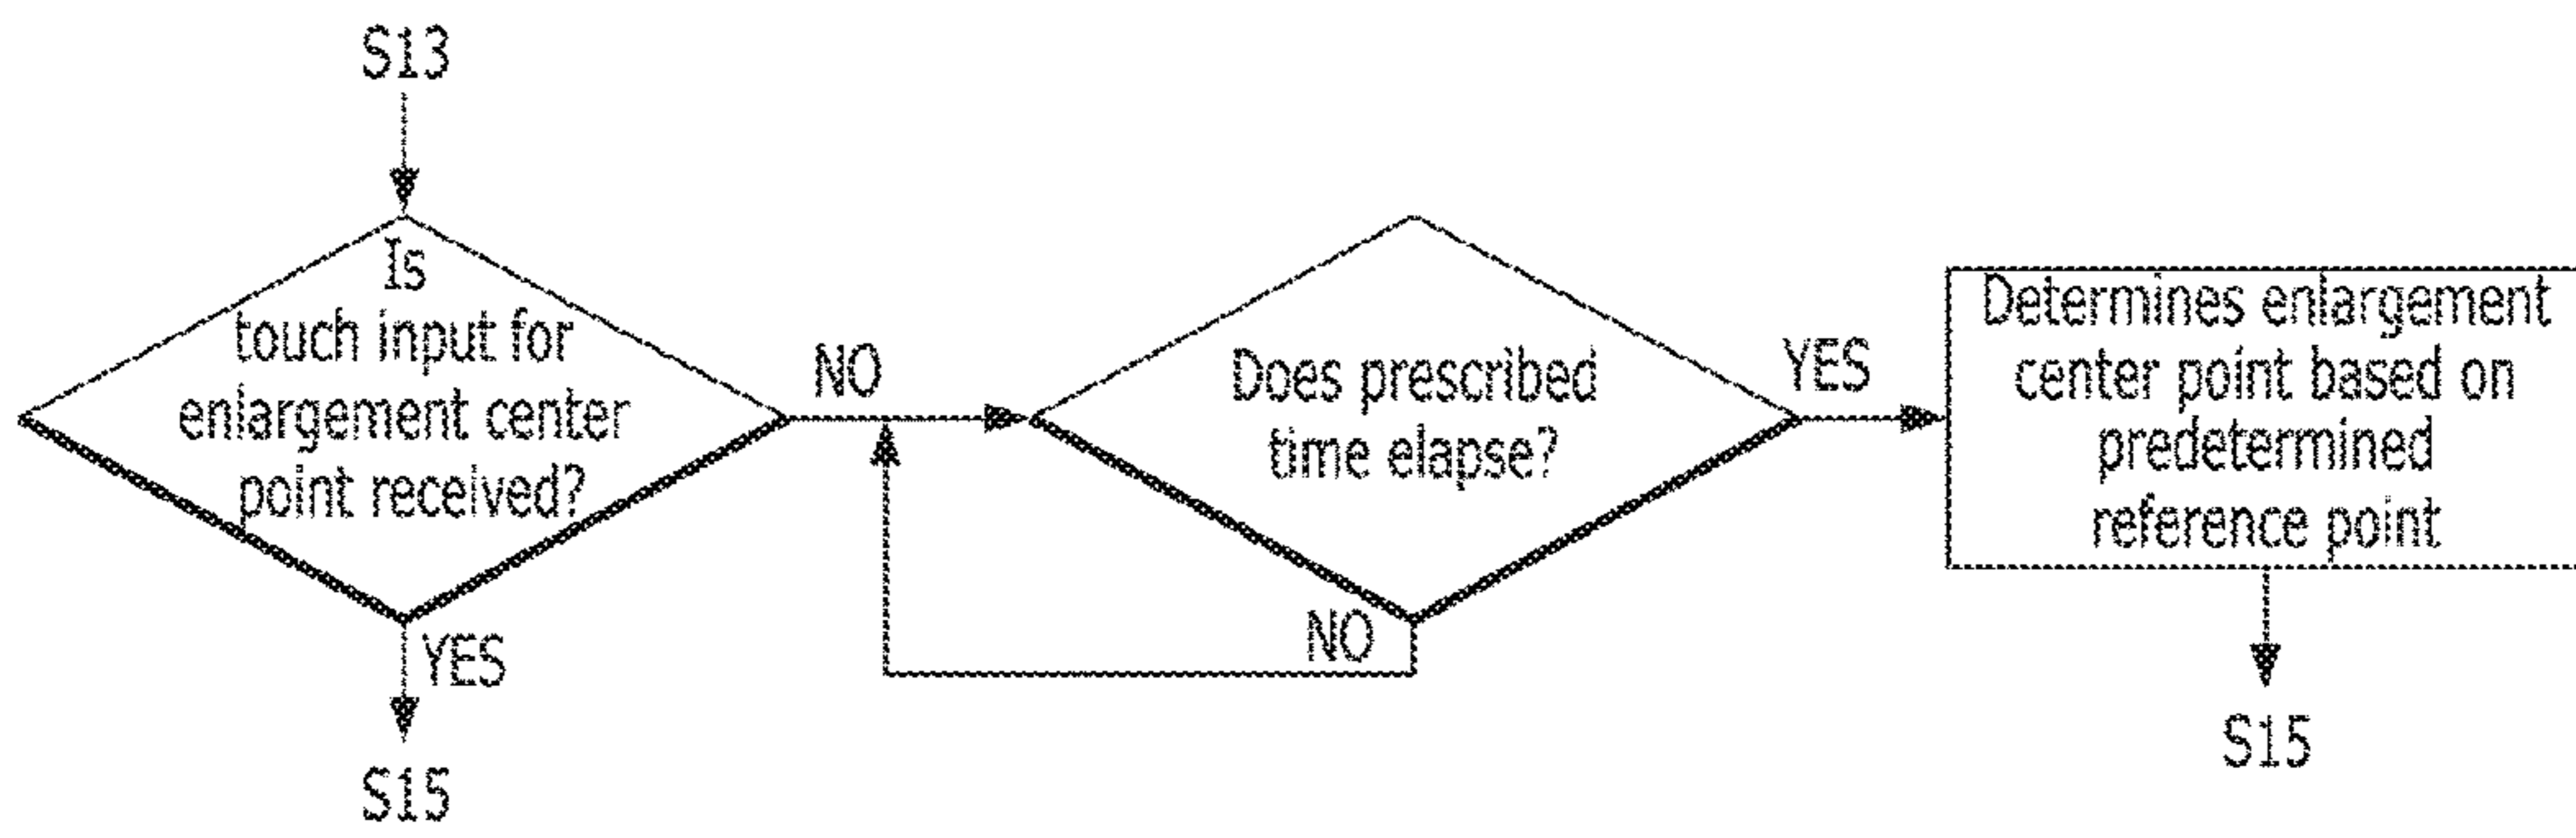 S13
Is
touch input for
enlargement center
point received?
NO
YES
S15
Does prescribed
time elapse?
NO
YES
Determines enlargement
center point based on
predetermined
reference point
S15